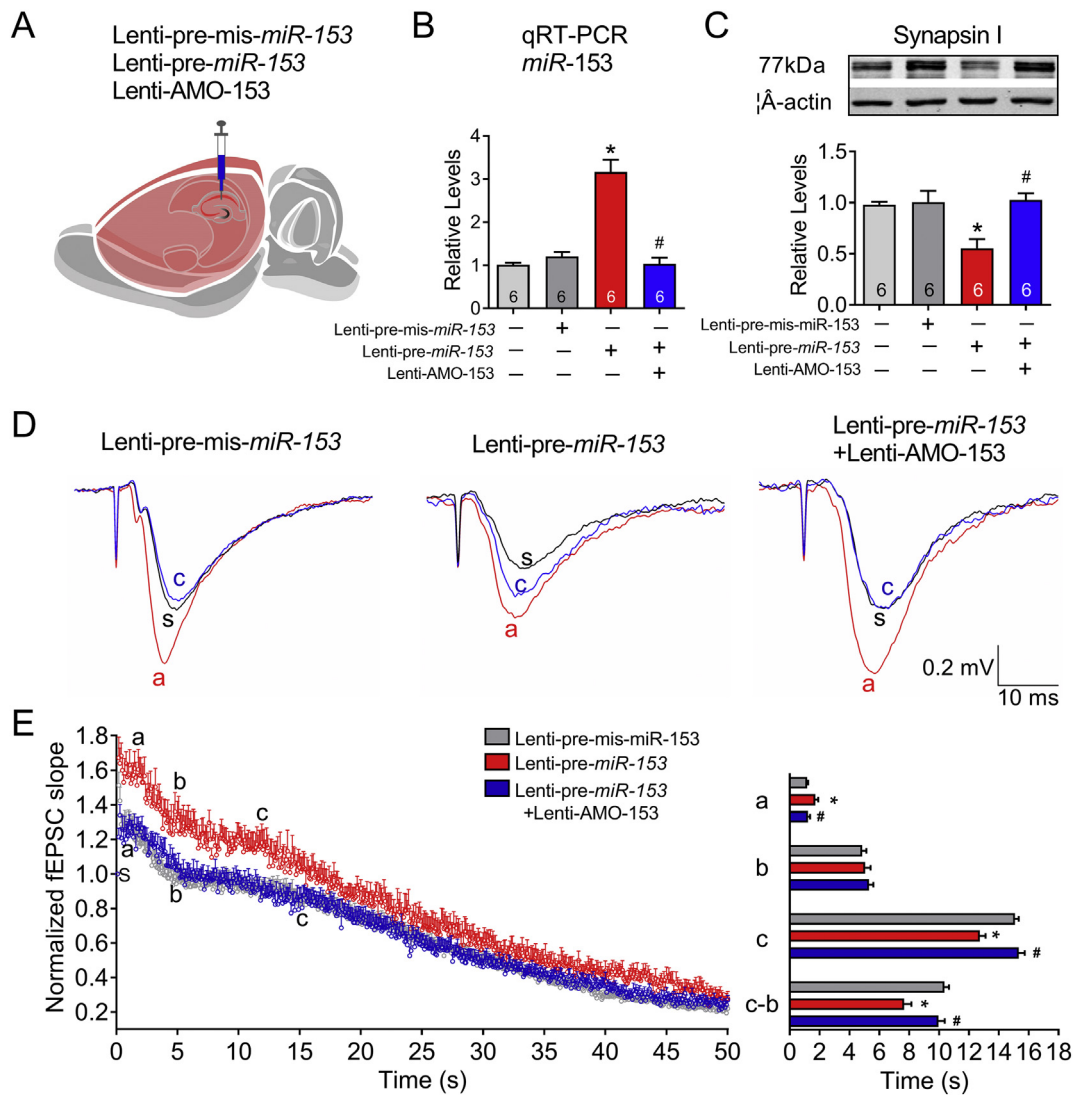 A
Lenti-pre-mis-miR-153
Lenti-pre-miR-153
Lenti-AMO-153
B
qRT-PCR
miR-153
Relative Levels
4
3
2
1
0
*
#
6
6
6
6
Lenti-pre-mis-miR-153
— + — —
Lenti-pre-miR-153
— — + +
Lenti-AMO-153
— — — +
C
Synapsin I
77kDa
¦Â-actin
Relative Levels
1.5
1.0
0.5
0.0
*
#
6
6
6
6
Lenti-pre-mis-miR-153
— + — —
Lenti-pre-miR-153
— — + +
Lenti-AMO-153
— — — +
D
Lenti-pre-mis-miR-153
c
s
a
Lenti-pre-miR-153
s
c
a
Lenti-pre-miR-153
+Lenti-AMO-153
c
s
a
0.2 mV
10 ms
E
Normalized fEPSC slope
1.8
1.6
1.4
1.2
1.0
0.8
0.6
0.4
0.2
a
b
c
a
s
b
c
Lenti-pre-mis-miR-153
Lenti-pre-miR-153
Lenti-pre-miR-153
+Lenti-AMO-153
0 5 10 15 20 25 30 35 40 45 50
Time (s)
a
*
#
b
c
*
#
c-b
*
#
0 2 4 6 8 10 12 14 16 18
Time (s)